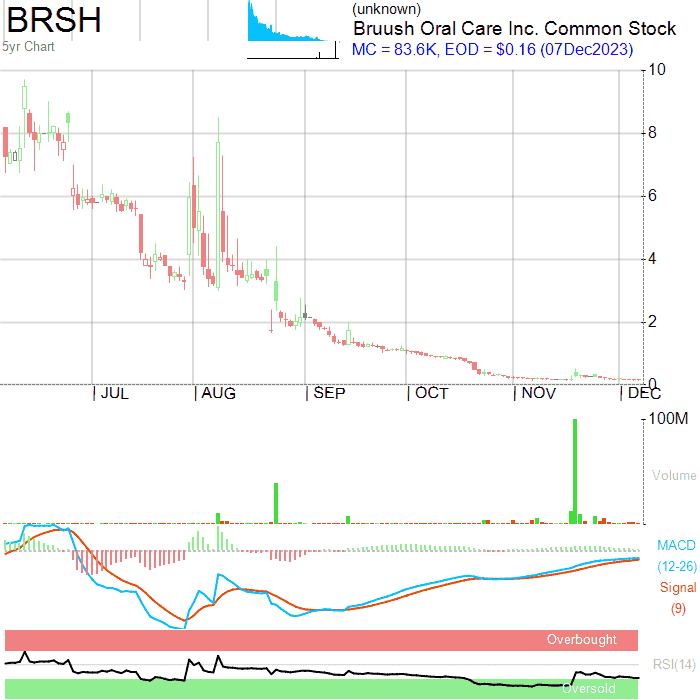 BRSH
5yr Chart
(unknown)
Bruush Oral Care Inc. Common Stock
MC = 83.6K, EOD = $0.16 (07Dec2023)
10
8
6
4
2
0
JUL AUG SEP OCT NOV DEC
100M
Volume
MACD
(12-26)
Signal
(9)
Overbought
RSI(14)
Oversold